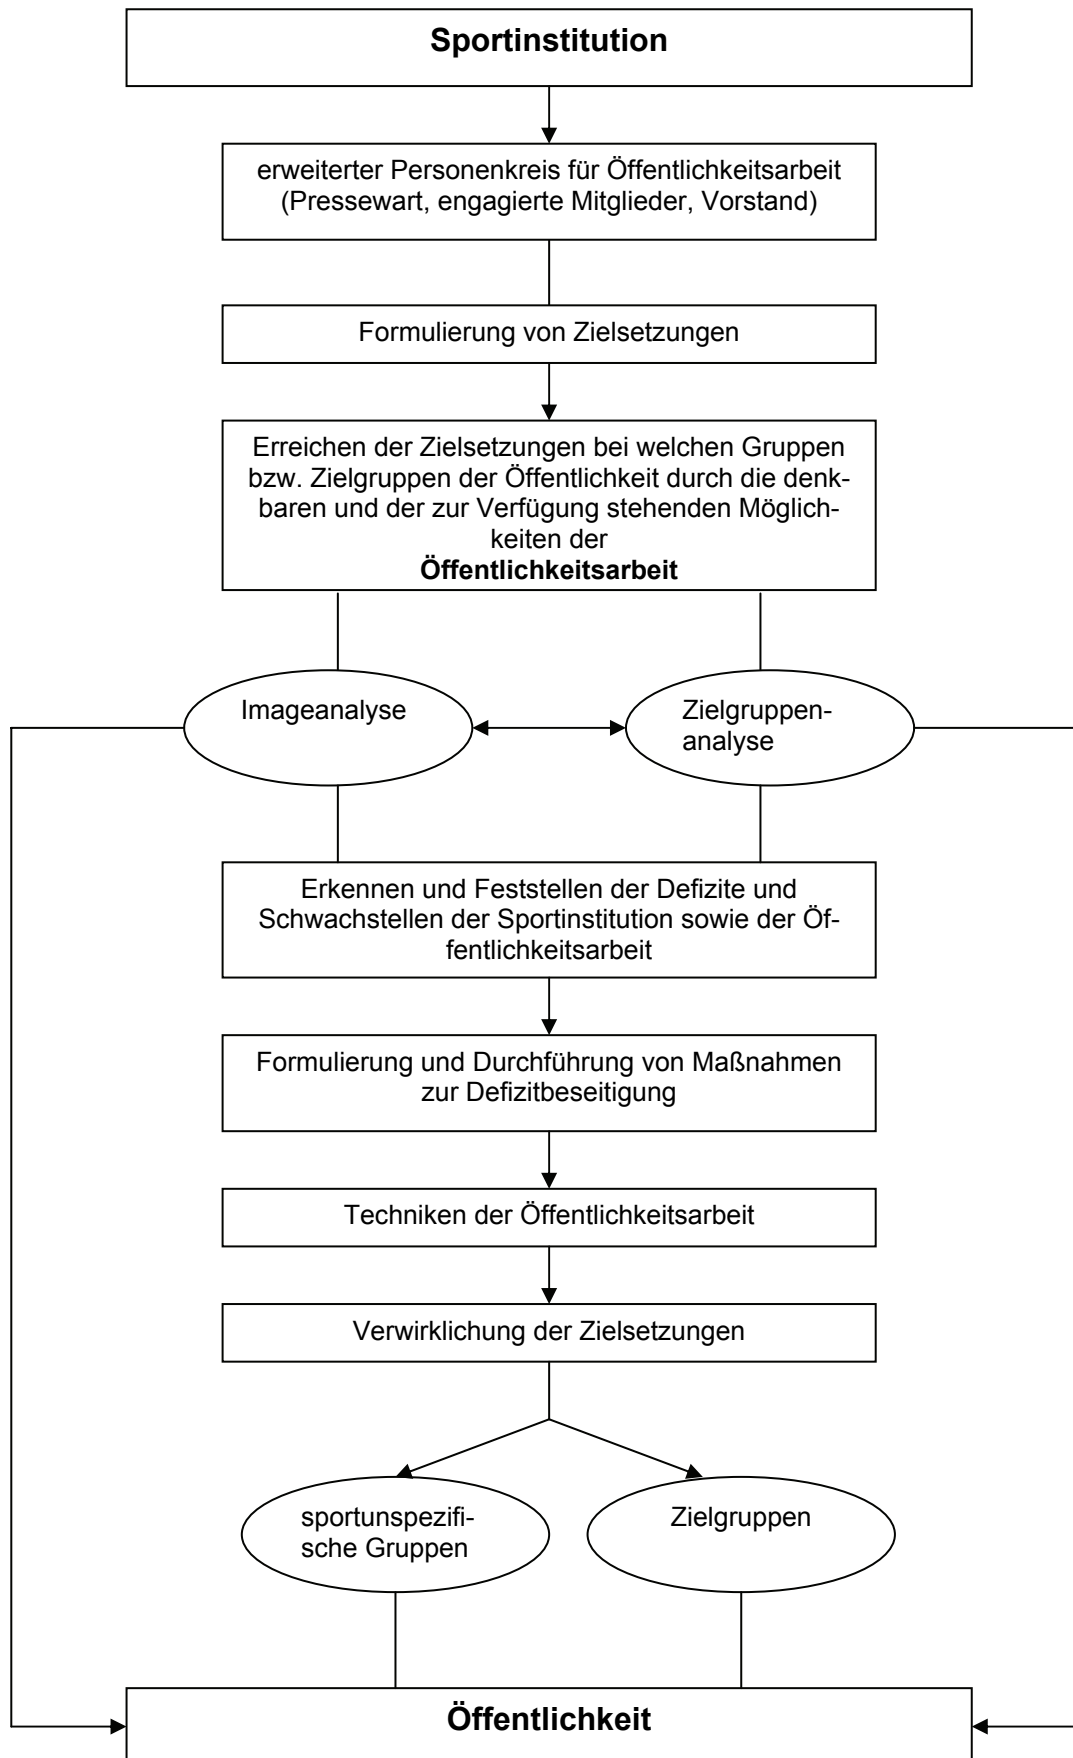 Sportinstitution
erweiterter Personenkreis für Öffentlichkeitsarbeit
(Pressewart, engagierte Mitglieder, Vorstand)
Formulierung von Zielsetzungen
Erreichen der Zielsetzungen bei welchen Gruppen
bzw. Zielgruppen der Öffentlichkeit durch die denk-
baren und der zur Verfügung stehenden Möglich-
keiten der
Öffentlichkeitsarbeit
Imageanalyse
Zielgruppen-
analyse
Erkennen und Feststellen der Defizite und
Schwachstellen der Sportinstitution sowie der Öf-
fentlichkeitsarbeit
Formulierung und Durchführung von Maßnahmen
zur Defizitbeseitigung
Techniken der Öffentlichkeitsarbeit
Verwirklichung der Zielsetzungen
sportunspezifi-
sche Gruppen
Zielgruppen
Öffentlichkeit